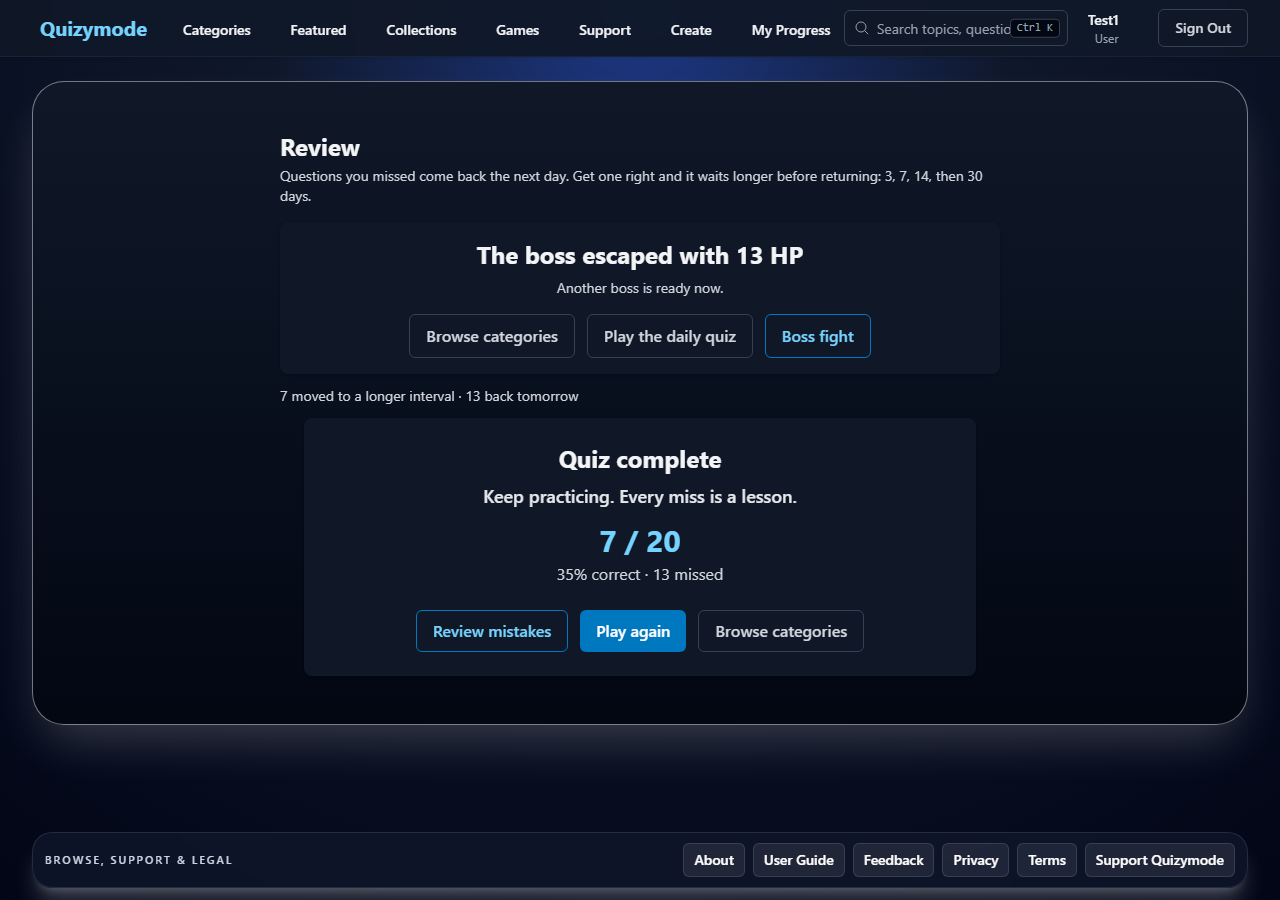 Quizymode
Categories
Featured
Collections
Games
Support
Create
My Progress
Search topics, questio
Ctrl K
Test1
User
Sign Out
Review
Questions you missed come back the next day. Get one right and it waits longer before returning: 3, 7, 14, then 30
days.
The boss escaped with 13 HP
Another boss is ready now.
Browse categories
Play the daily quiz
Boss fight
7 moved to a longer interval · 13 back tomorrow
Quiz complete
Keep practicing. Every miss is a lesson.
7 / 20
35% correct · 13 missed
Review mistakes
Play again
Browse categories
BROWSE, SUPPORT & LEGAL
About
User Guide
Feedback
Privacy
Terms
Support Quizymode